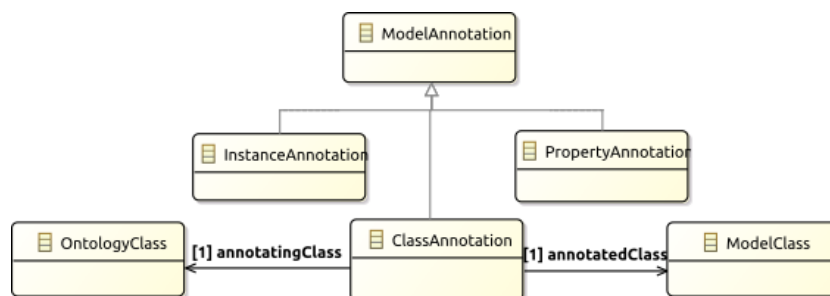 ModelAnnotation
InstanceAnnotation
PropertyAnnotation
OntologyClass
[1] annotatingClass
ClassAnnotation
[1] annotatedClass
ModelClass